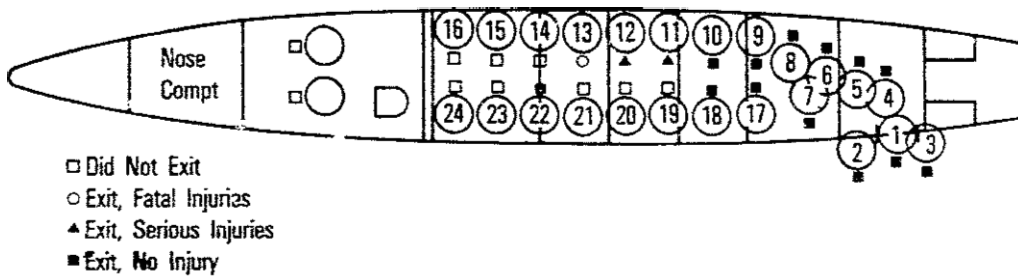 16 15 14 13 12 11 10 9
Nose
Compt
8 6 5 4
7
24 23 22 21 20 19 18 17
1
2 3
Did Not Exit
Exit, Fatal Injuries
Exit, Serious Injuries
Exit, No Injury